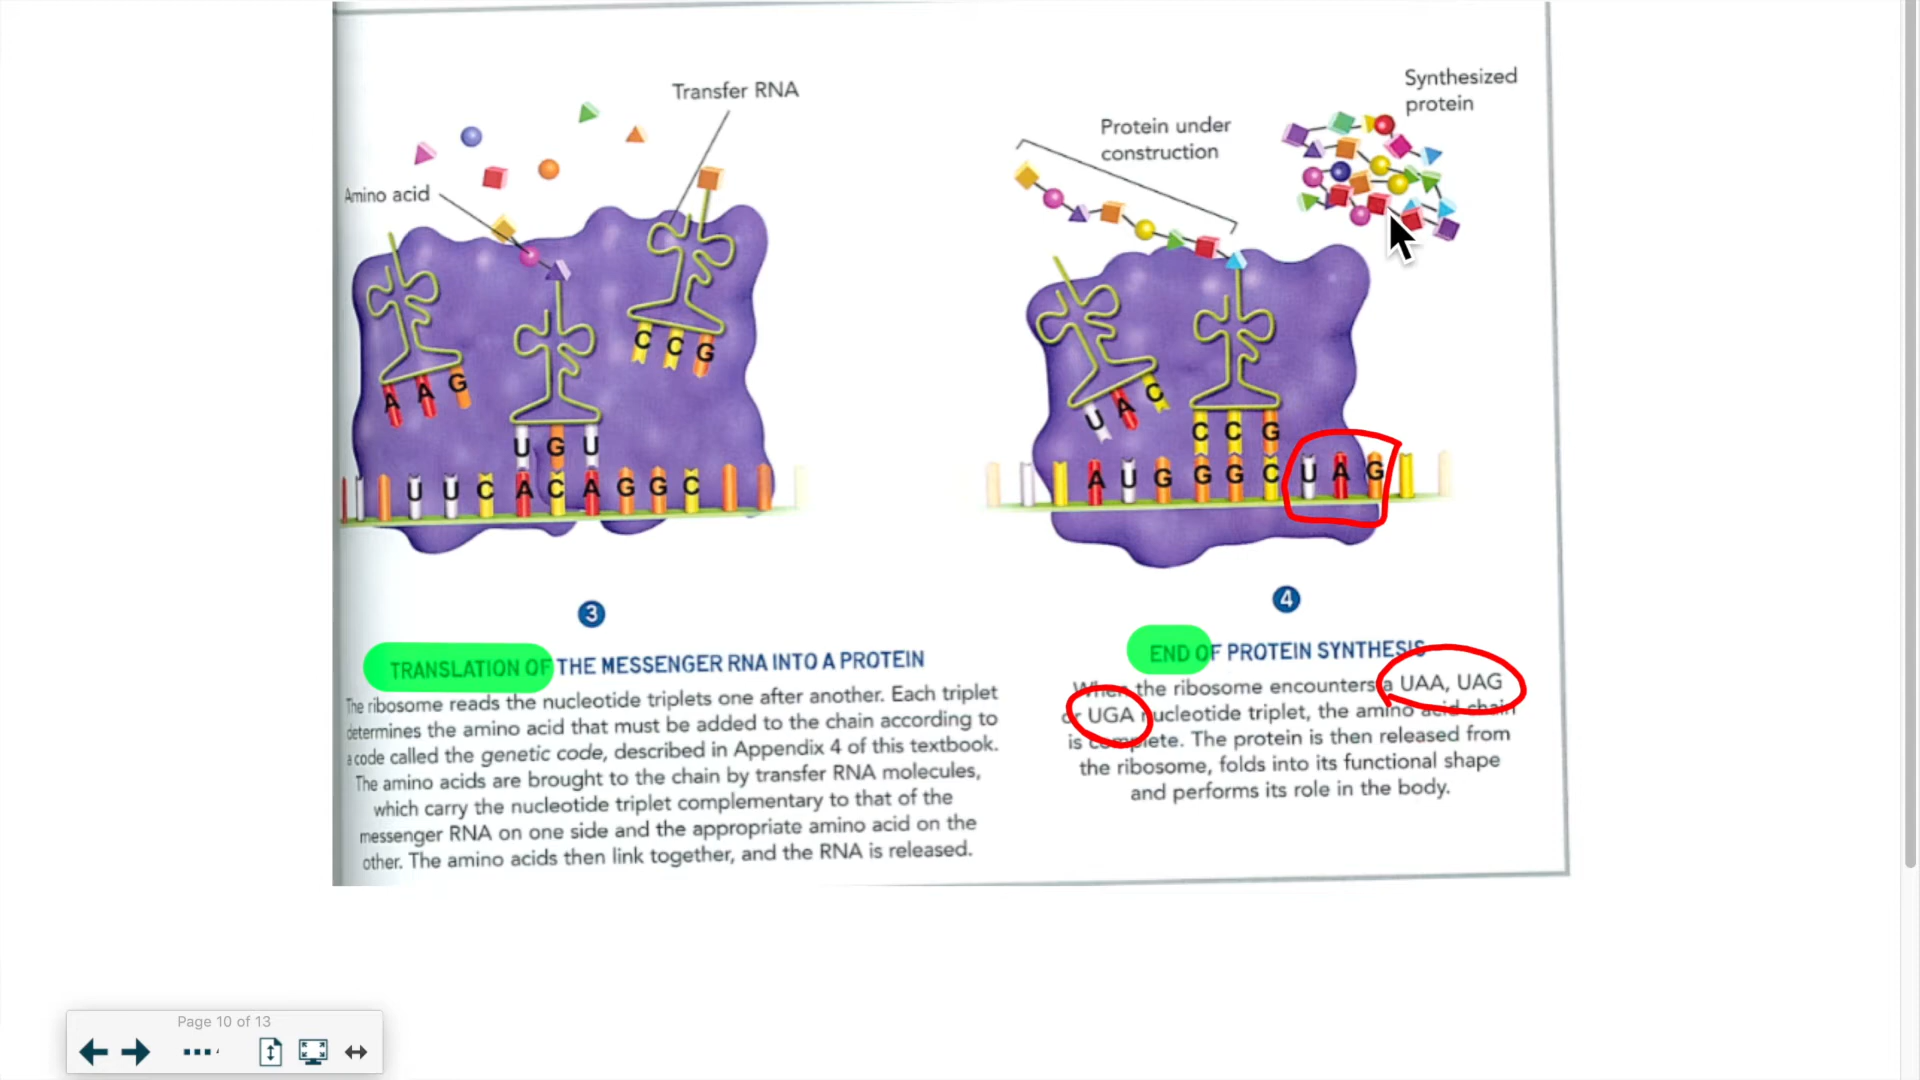 Transfer RNA
Amino acid
A A G
U G U
C C G
U U C A C A G G C
3
TRANSLATION OF THE MESSENGER RNA INTO A PROTEIN
The ribosome reads the nucleotide triplets one after another. Each triplet
determines the amino acid that must be added to the chain according to
a code called the genetic code, described in Appendix 4 of this textbook.
The amino acids are brought to the chain by transfer RNA molecules,
which carry the nucleotide triplet complementary to that of the
messenger RNA on one side and the appropriate amino acid on the
other. The amino acids then link together, and the RNA is released.
Synthesized
protein
Protein under
construction
U A C
C C G
A U G G G C U A G
4
END OF PROTEIN SYNTHESIS
When the ribosome encounters a UAA, UAG
or UGA nucleotide triplet, the amino acid chain
is complete. The protein is then released from
the ribosome, folds into its functional shape
and performs its role in the body.
Page 10 of 13